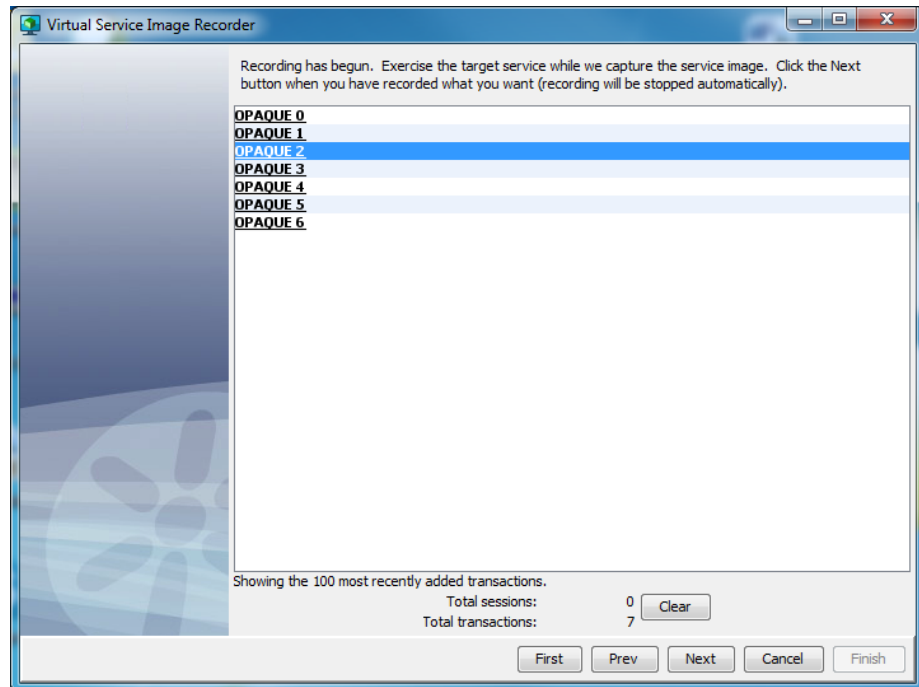 Virtual Service Image Recorder
Recording has begun. Exercise the target service while we capture the service image. Click the Next
button when you have recorded what you want (recording will be stopped automatically).
OPAQUE 0
OPAQUE 1
OPAQUE 2
OPAQUE 3
OPAQUE 4
OPAQUE 5
OPAQUE 6
Showing the 100 most recently added transactions.
Total sessions: 0 Clear
Total transactions: 7
First Prev Next Cancel Finish